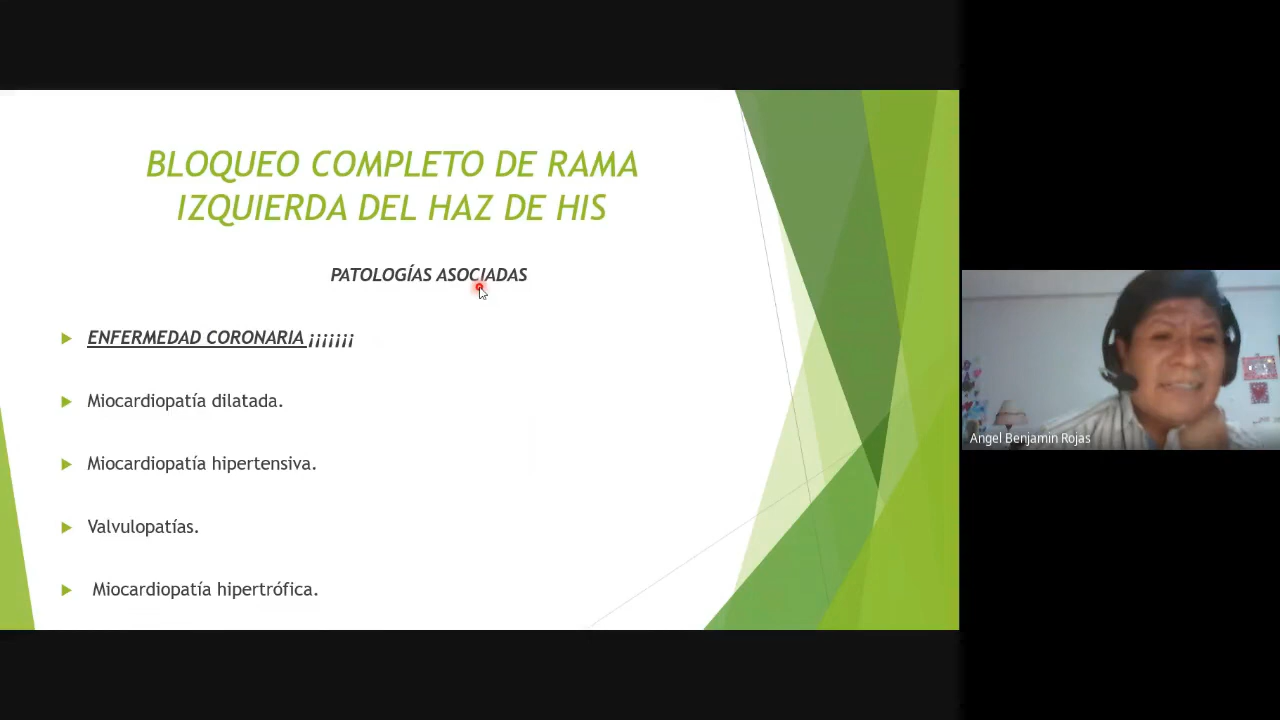 BLOQUEO COMPLETO DE RAMA
IZQUIERDA DEL HAZ DE HIS
PATOLOGÍAS ASOCIADAS
ENFERMEDAD CORONARIA ¡¡¡¡¡¡¡
Miocardiopatía dilatada.
Miocardiopatía hipertensiva.
Valvulopatías.
Miocardiopatía hipertrófica.
Angel Benjamin Rojas